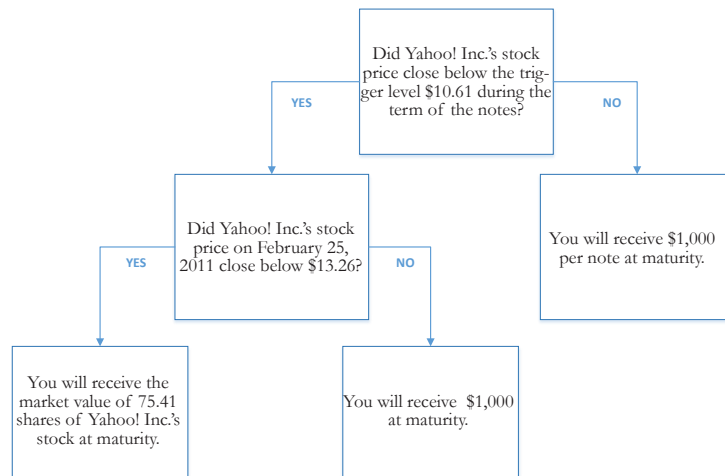 Did Yahoo! Inc.'s stock
price close below the trig-
ger level $10.61 during the
term of the notes?
YES
NO
Did Yahoo! Inc.'s stock
price on February 25,
2011 close below $13.26?
You will receive $1,000
per note at maturity.
YES
NO
You will receive the
market value of 75.41
shares of Yahoo! Inc.'s
stock at maturity.
You will receive  $1,000
at maturity.